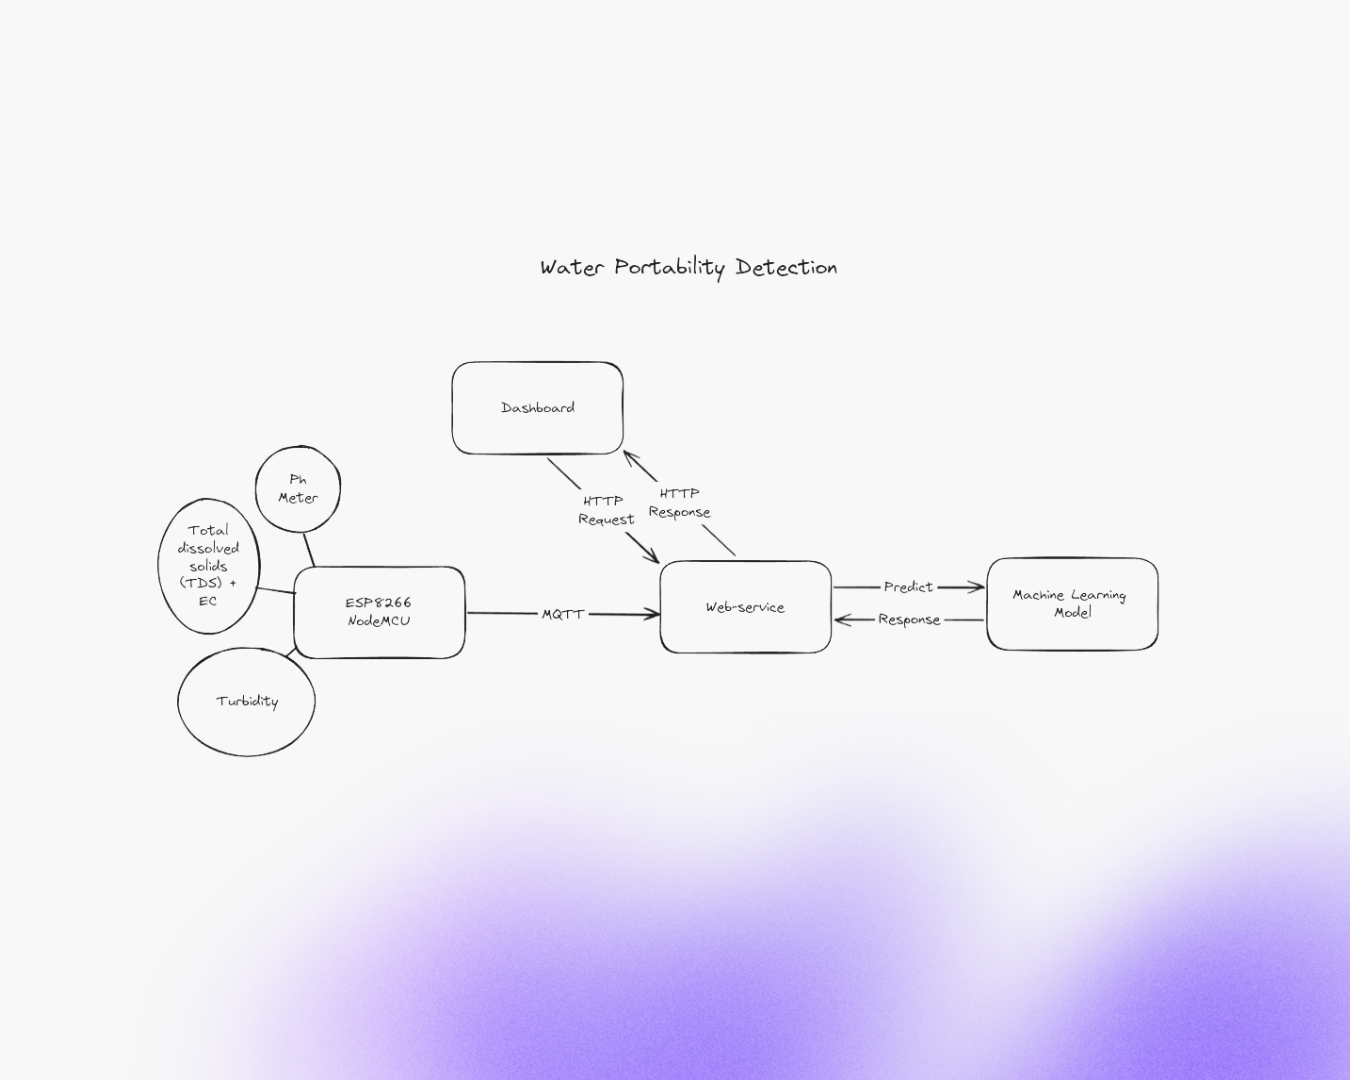 Water Portability Detection
Dashboard
Ph
Meter
HTTP
Request
HTTP
Response
Total
dissolved
solids
(TDS) +
EC
ESP8266
NodeMCU
MQTT
Web-service
Predict
Response
Machine Learning
Model
Turbidity